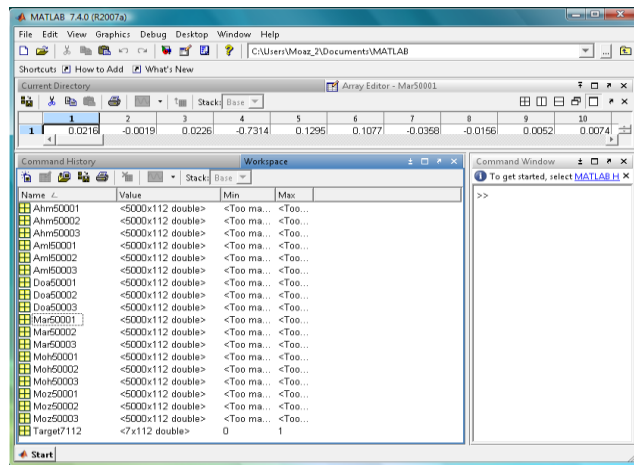 MATLAB 7.4.0 (R2007a)
File Edit View Graphics Debug Desktop Window Help
C:\Users\Moaz_2\Documents\MATLAB
Shortcuts How to Add What's New
Current Directory Array Editor - Mar50001
Stack: Base
1 2 3 4 5 6 7 8 9 10
1 0.0216 -0.0019 0.0226 -0.7314 0.1295 0.1077 -0.0358 -0.0156 0.0052 0.0074
Command History Workspace Command Window
Stack: Base
To get started, select MATLAB H
Name Value Min Max
>>
Ahm50001 <5000x112 double> <Too ma... <Too...
Ahm50002 <5000x112 double> <Too ma... <Too...
Ahm50003 <5000x112 double> <Too ma... <Too...
Aml50001 <5000x112 double> <Too ma... <Too...
Aml50002 <5000x112 double> <Too ma... <Too...
Aml50003 <5000x112 double> <Too ma... <Too...
Doa50001 <5000x112 double> <Too ma... <Too...
Doa50002 <5000x112 double> <Too ma... <Too...
Doa50003 <5000x112 double> <Too ma... <Too...
Mar50001 <5000x112 double> <Too ma... <Too...
Mar50002 <5000x112 double> <Too ma... <Too...
Mar50003 <5000x112 double> <Too ma... <Too...
Moh50001 <5000x112 double> <Too ma... <Too...
Moh50002 <5000x112 double> <Too ma... <Too...
Moh50003 <5000x112 double> <Too ma... <Too...
Moz50001 <5000x112 double> <Too ma... <Too...
Moz50002 <5000x112 double> <Too ma... <Too...
Moz50003 <5000x112 double> <Too ma... <Too...
Target7112 <7x112 double> 0 1
Start